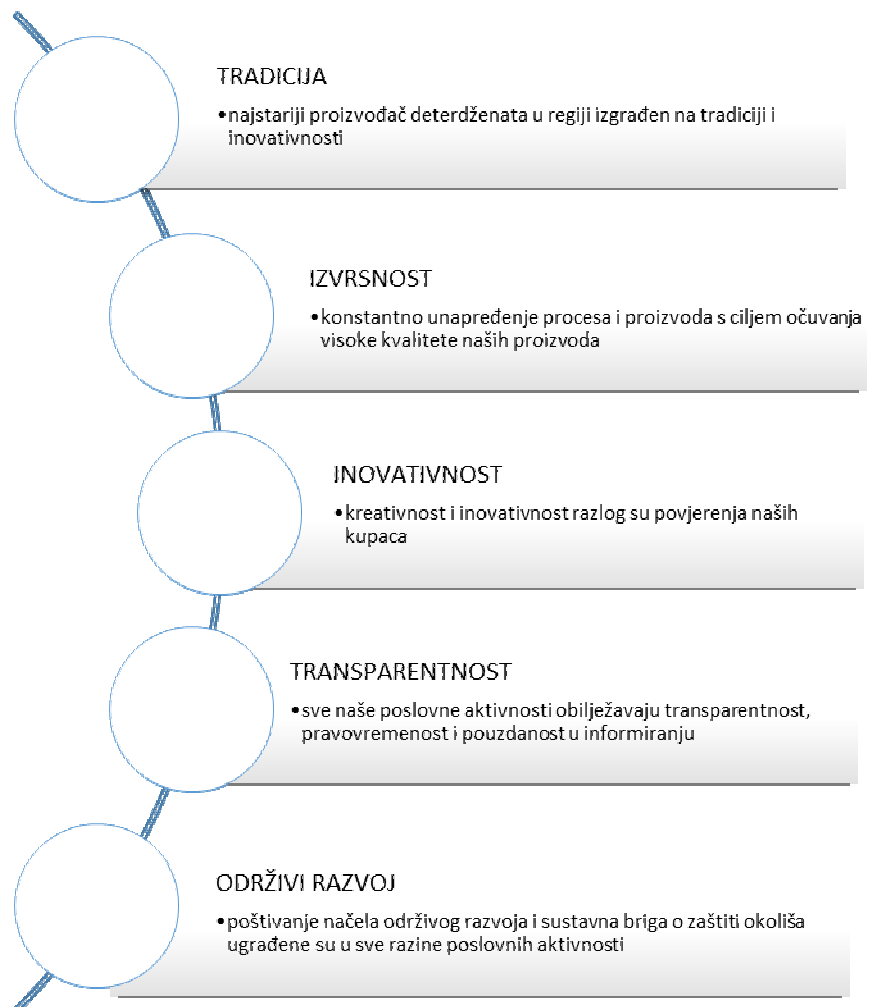 TRADICIJA
•najstariji proizvođač deterdženata u regiji izgrađen na tradiciji i
inovativnosti
IZVRSNOST
•konstantno unapređenje procesa i proizvoda s ciljem očuvanja
visoke kvalitete naših proizvoda
INOVATIVNOST
•kreativnost i inovativnost razlog su povjerenja naših
kupaca
TRANSPARENTNOST
•sve naše poslovne aktivnosti obilježavaju transparentnost,
pravovremenost i pouzdanost u informiranju
ODRŽIVI RAZVOJ
•poštivanje načela održivog razvoja i sustavna briga o zaštiti okoliša
ugrađene su u sve razine poslovnih aktivnosti